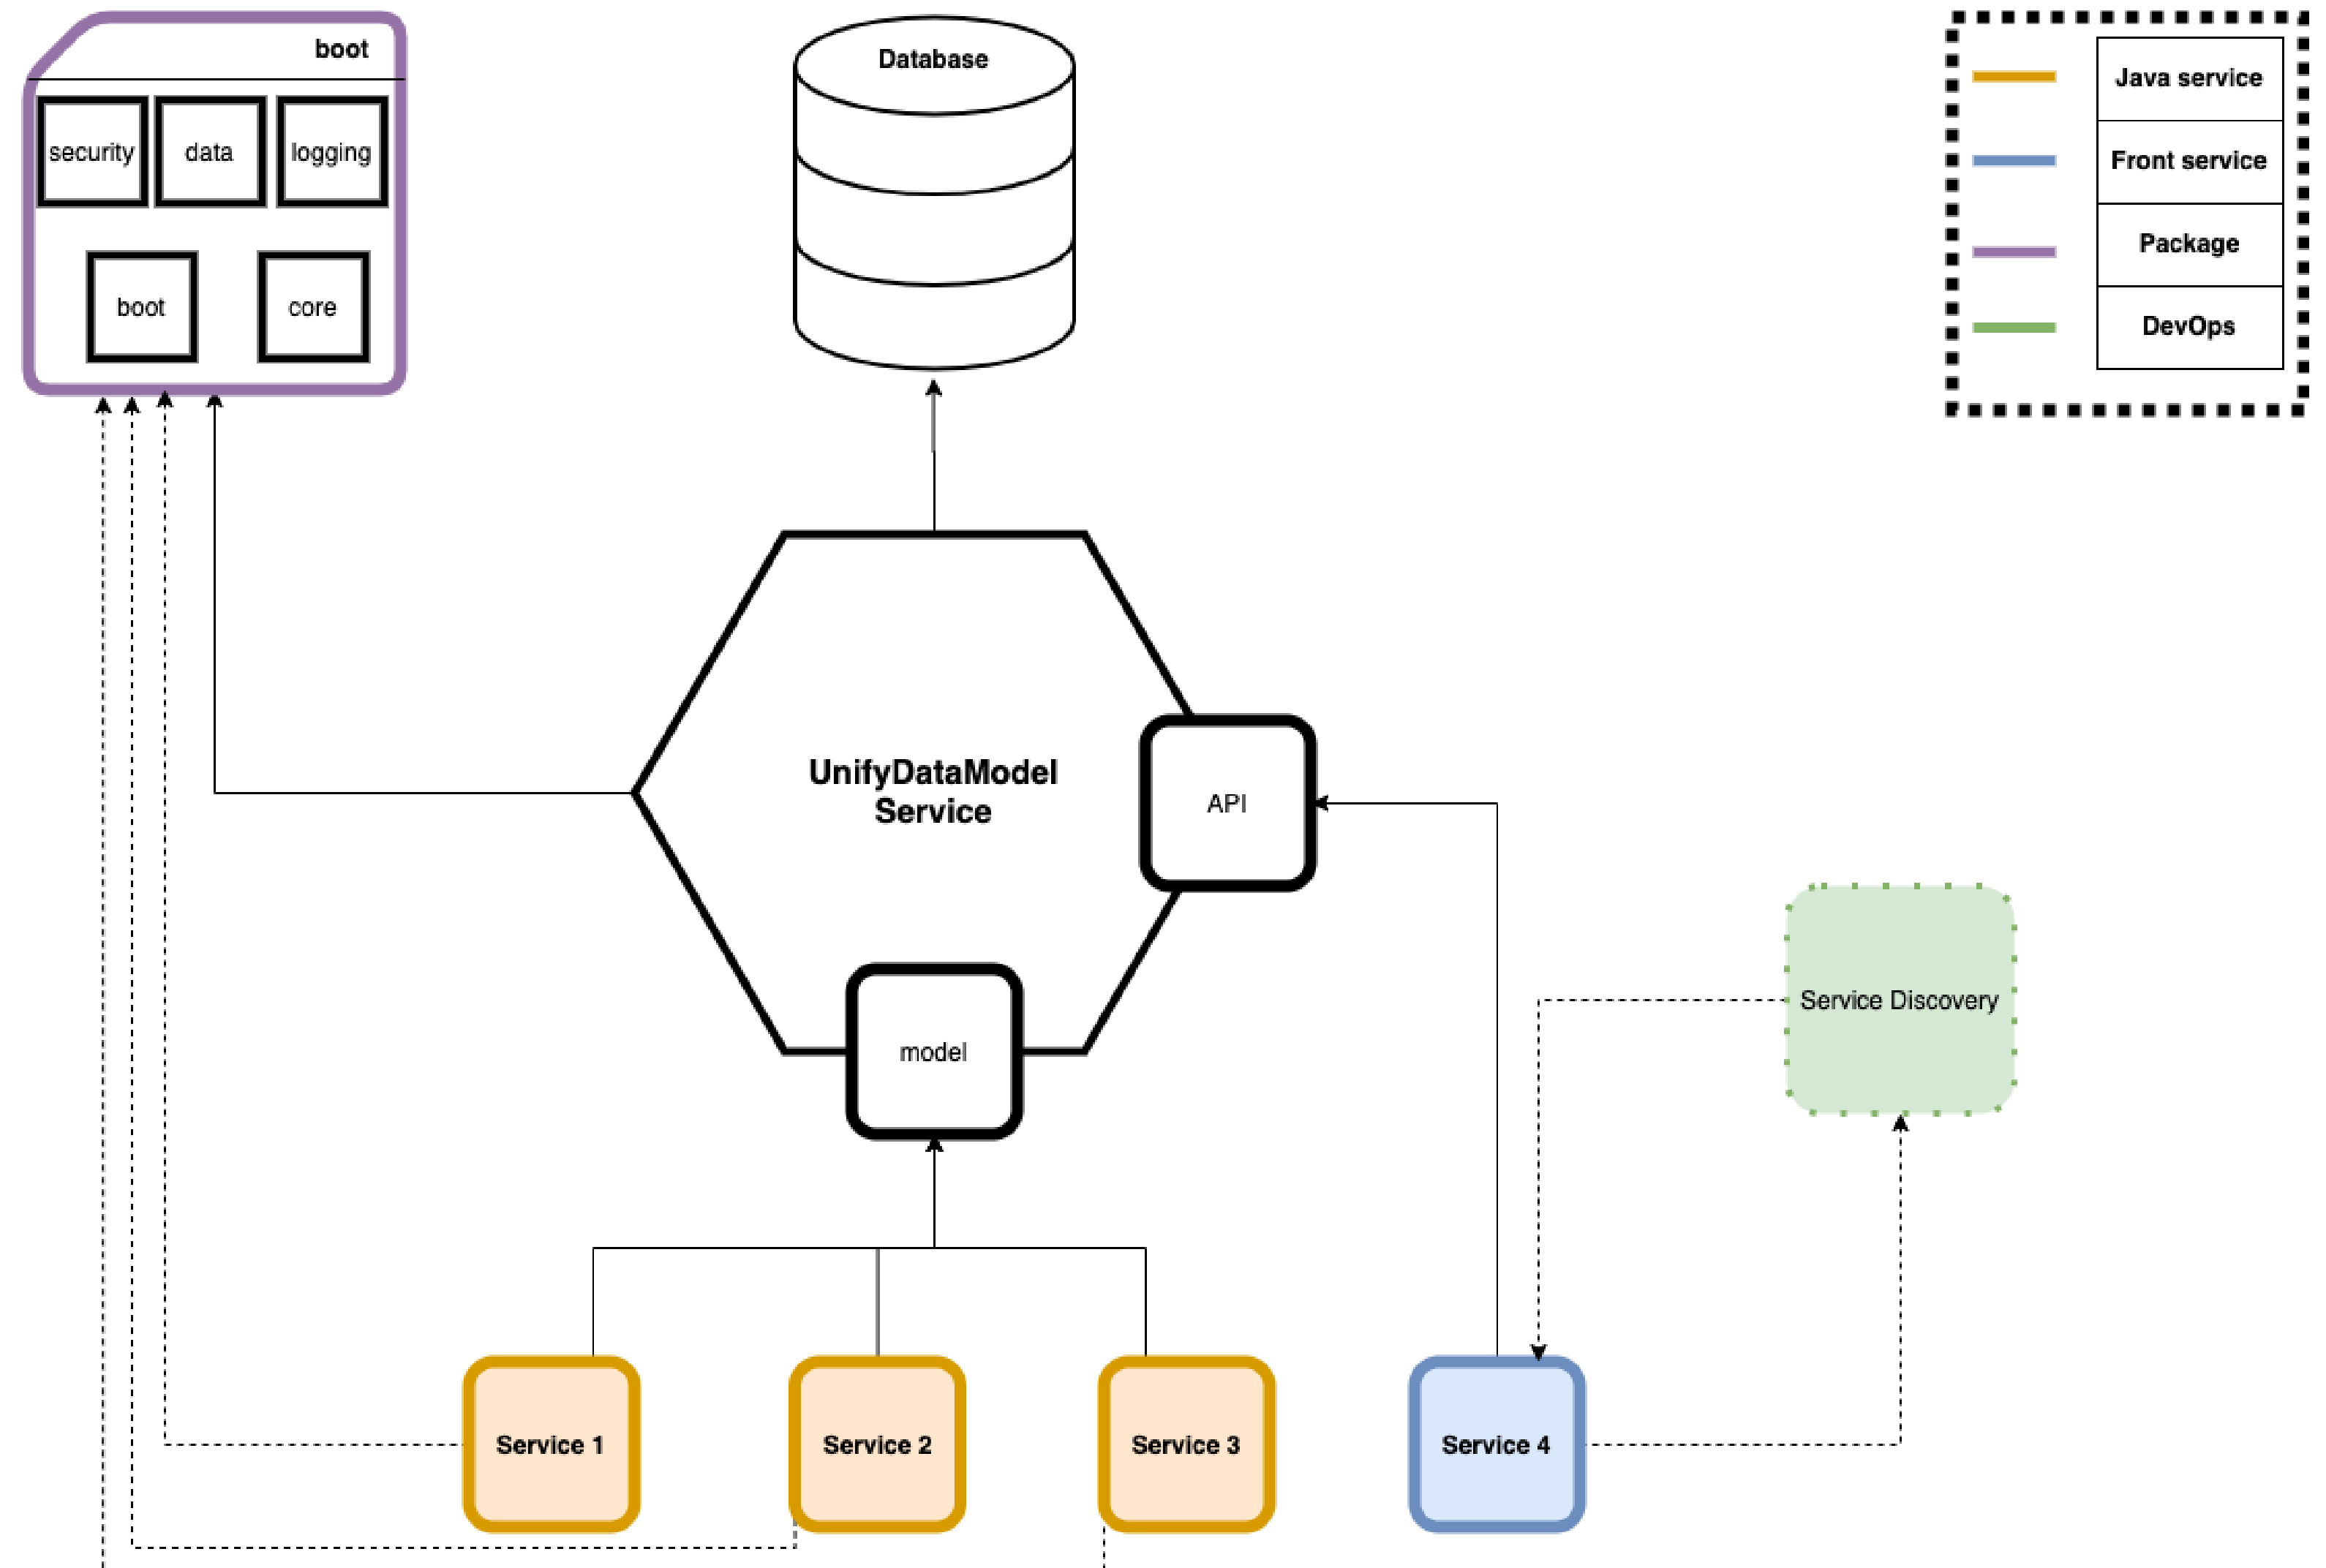 boot
security
data
logging
boot
core
Database
Java service
Front service
Package
DevOps
UnifyDataModel
Service
API
model
Service Discovery
Service 1
Service 2
Service 3
Service 4